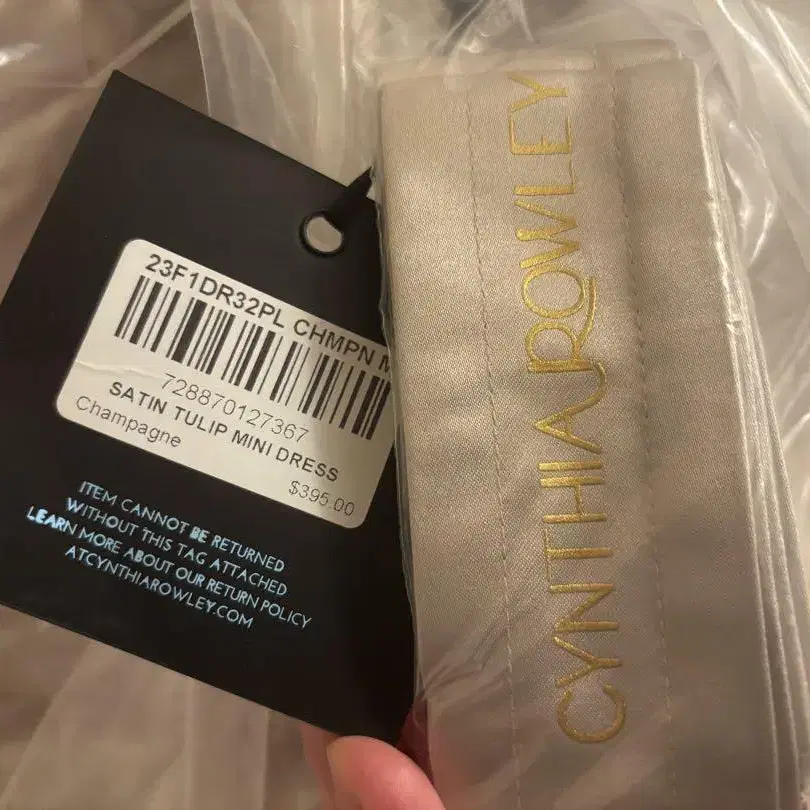 23F1DR32PL CHMPN M
728870127367
SATIN TULIP MINI DRESS
Champagne
$395.00
ITEM CANNOT BE RETURNED
WITHOUT THIS TAG ATTACHED
LEARN MORE ABOUT OUR RETURN POLICY
ATCYNTHIAROWLEY.COM
CYNTHIA ROWLEY